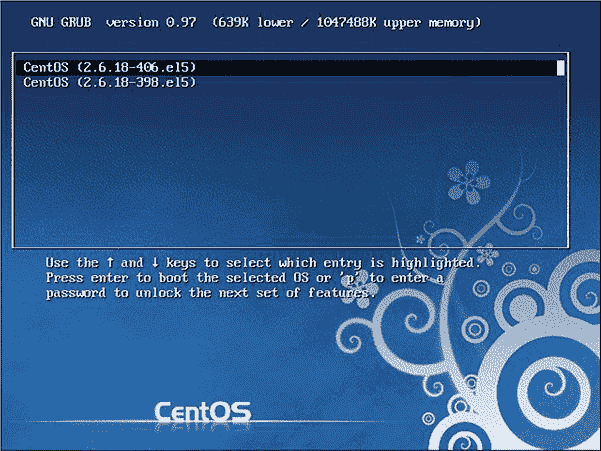 GNU GRUB version 0.97 (639K lower / 1047488K upper memory)
CentOS (2.6.18-406.el5)
CentOS (2.6.18-398.el5)
Use the ↑ and ↓ keys to select which entry is highlighted.
Press enter to boot the selected OS or 'p' to enter a
password to unlock the next set of features.
CentOS